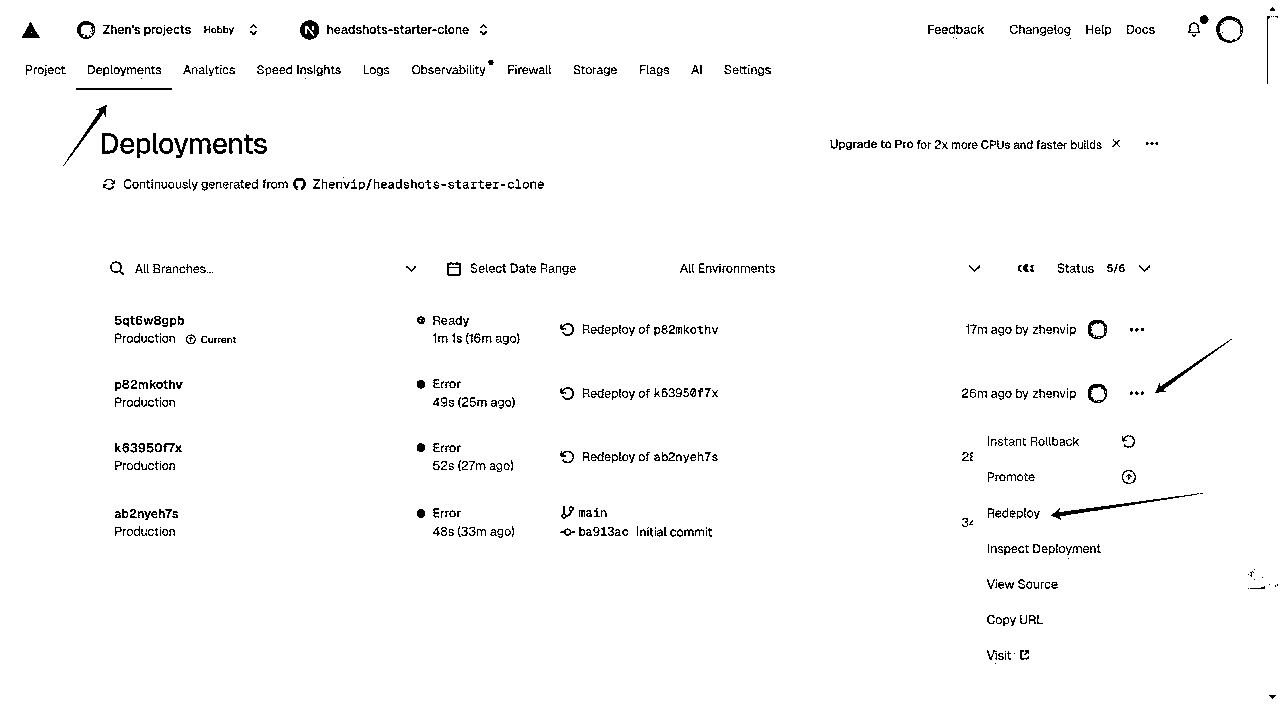 Zhen's projects Hobby headshots-starter-clone Feedback Changelog Help Docs
Project Deployments Analytics Speed Insights Logs Observability Firewall Storage Flags AI Settings
Deployments
Upgrade to Pro for 2x more CPUs and faster builds
Continuously generated from Zhenvip/headshots-starter-clone
All Branches... Select Date Range All Environments Status 5/6
5qt6w8gpb Ready Redeploy of p82mkothv 17m ago by zhenvip
Production Current 1m 1s (16m ago)
p82mkothv Error Redeploy of k63950f7x 26m ago by zhenvip
Production 49s (25m ago)
Instant Rollback
k63950f7x Error Redeploy of ab2nyeh7s
Production 52s (27m ago)
Promote
ab2nyeh7s Error main
Redeploy
Production 48s (33m ago) ba913ac Initial commit
Inspect Deployment
View Source
Copy URL
Visit